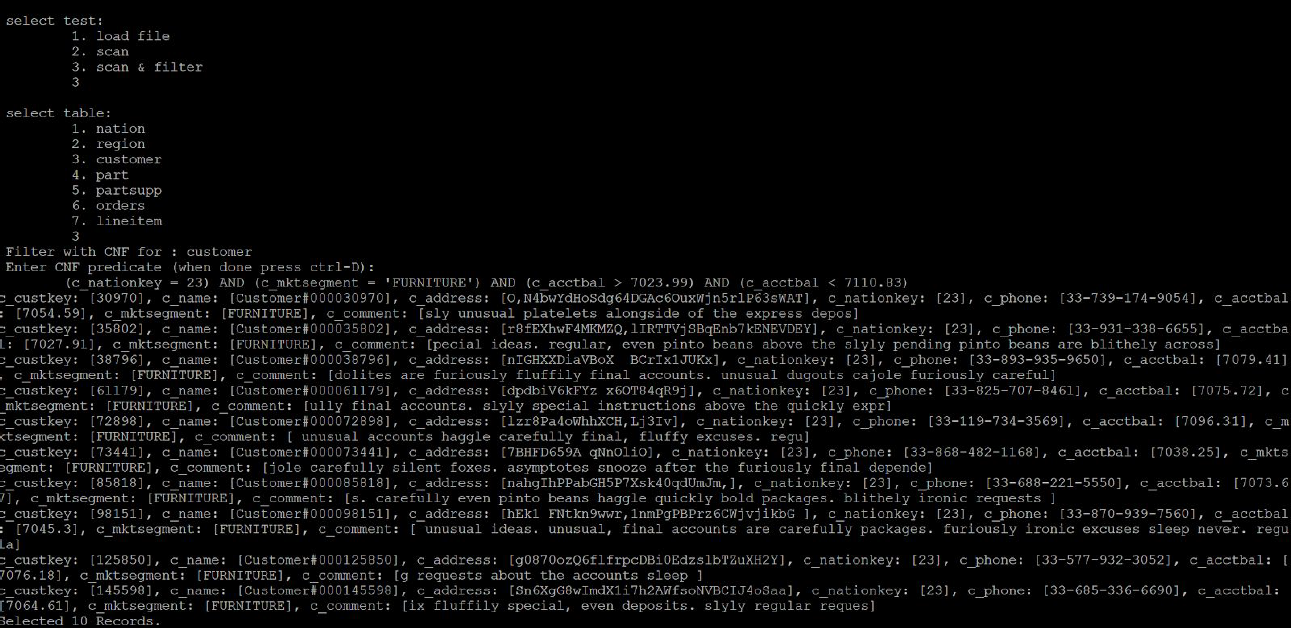 select test:
1. load file
2. scan
3. scan & filter
3
select table:
1. nation
2. region
3. customer
4. part
5. partsupp
6. orders
7. lineitem
3
Filter with CNF for : customer
Enter CNF predicate (when done press ctrl-D):
(c_nationkey = 23) AND (c_mktsegment = 'FURNITURE') AND (c_acctbal > 7023.99) AND (c_acctbal < 7110.83)
c_custkey: [30970], c_name: [Customer#000030970], c_address: [O,N4bwYdHoSdg64DGAc6OuxWjn5rlP63sWAT], c_nationkey: [23], c_phone: [33-739-174-9054], c_acctbal
: [7054.59], c_mktsegment: [FURNITURE], c_comment: [sly unusual platelets alongside of the express depos]
c_custkey: [35802], c_name: [Customer#000035802], c_address: [r8fEXhwF4MKMZQ,lIRTTVjSBqEnb7kENEVDEY], c_nationkey: [23], c_phone: [33-931-338-6655], c_acctba
l: [7027.91], c_mktsegment: [FURNITURE], c_comment: [pecial ideas. regular, even pinto beans above the slyly pending pinto beans are blithely across]
c_custkey: [38796], c_name: [Customer#000038796], c_address: [nIGHXXDiaVBoX  BCrIx1JUKx], c_nationkey: [23], c_phone: [33-893-935-9650], c_acctbal: [7079.41]
, c_mktsegment: [FURNITURE], c_comment: [dolites are furiously fluffily final accounts. unusual dugouts cajole furiously careful]
c_custkey: [61179], c_name: [Customer#000061179], c_address: [dpdbiV6kFYz x6OT84qR9j], c_nationkey: [23], c_phone: [33-825-707-8461], c_acctbal: [7075.72], c
_mktsegment: [FURNITURE], c_comment: [ully final accounts. slyly special instructions above the quickly expr]
c_custkey: [72898], c_name: [Customer#000072898], c_address: [lzr8Pa4oWhhXCH,Lj3Iv], c_nationkey: [23], c_phone: [33-119-734-3569], c_acctbal: [7096.31], c_m
ktsegment: [FURNITURE], c_comment: [ unusual accounts haggle carefully final, fluffy excuses. regu]
c_custkey: [73441], c_name: [Customer#000073441], c_address: [7BHFD659A qNnOliO], c_nationkey: [23], c_phone: [33-868-482-1168], c_acctbal: [7038.25], c_mkts
egment: [FURNITURE], c_comment: [jole carefully silent foxes. asymptotes snooze after the furiously final depende]
c_custkey: [85818], c_name: [Customer#000085818], c_address: [nahgIhPPabGH5P7Xsk40qdUmJm,], c_nationkey: [23], c_phone: [33-688-221-5550], c_acctbal: [7073.6
7], c_mktsegment: [FURNITURE], c_comment: [s. carefully even pinto beans haggle quickly bold packages. blithely ironic requests ]
c_custkey: [98151], c_name: [Customer#000098151], c_address: [hEk1 FNtkn9wwr,1nmPgPBPrz6CWjvjikbG ], c_nationkey: [23], c_phone: [33-870-939-7560], c_acctbal
: [7045.3], c_mktsegment: [FURNITURE], c_comment: [ unusual ideas. unusual, final accounts are carefully packages. furiously ironic excuses sleep never. regu
la]
c_custkey: [125850], c_name: [Customer#000125850], c_address: [g0870ozQ6flfrpcDBi0EdzslbTZuXH2Y], c_nationkey: [23], c_phone: [33-577-932-3052], c_acctbal: [
7076.18], c_mktsegment: [FURNITURE], c_comment: [g requests about the accounts sleep ]
c_custkey: [145598], c_name: [Customer#000145598], c_address: [Sn6XgG8wImdX1i7h2AWfsoNVBCIJ4oSaa], c_nationkey: [23], c_phone: [33-685-336-6690], c_acctbal:
[7064.61], c_mktsegment: [FURNITURE], c_comment: [ix fluffily special, even deposits. slyly regular reques]
Selected 10 Records.